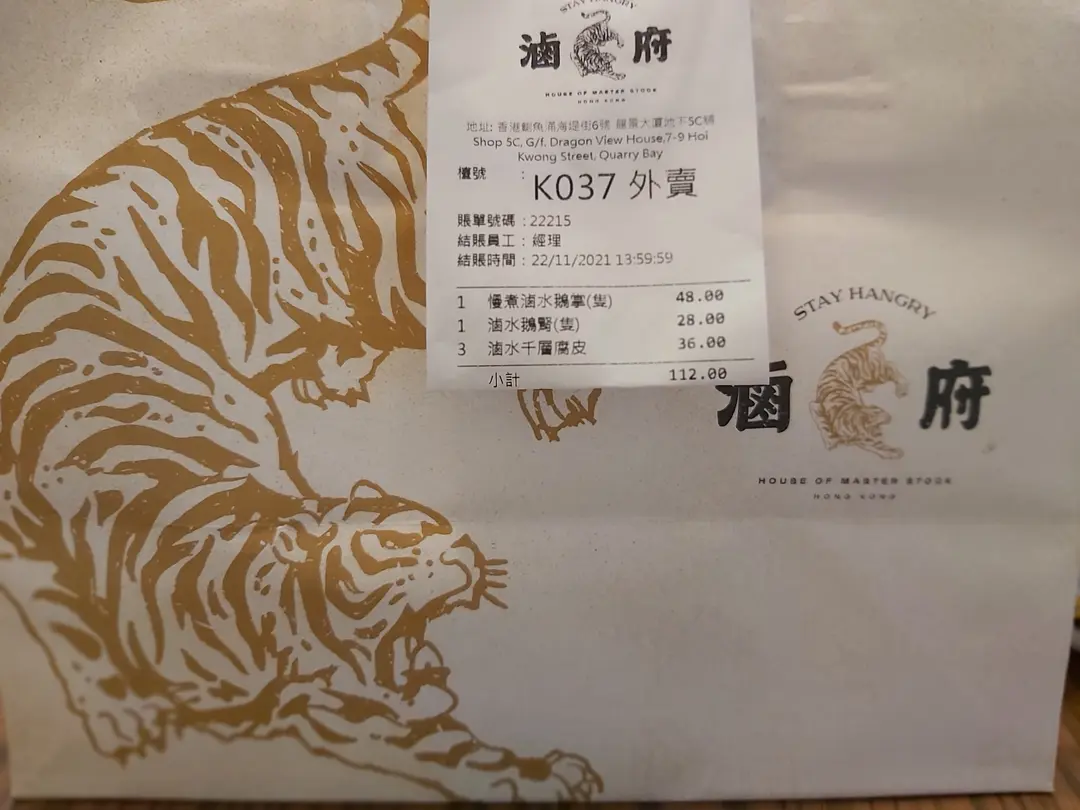 STAY HANGRY
滷 府
HOUSE OF MASTER STOCK
HONG KONG
地址: 香港鰂魚涌海堤街6號 龍景大廈地下5C舖
Shop 5C, G/f. Dragon View House,7-9 Hoi
Kwong Street, Quarry Bay
檯號 :
K037 外賣
賬單號碼 : 22215
結賬員工 : 經理
結賬時間 : 22/11/2021 13:59:59
1 慢煮滷水鵝掌(隻) 48.00
1 滷水鵝腎(隻) 28.00
3 滷水千層腐皮 36.00
小計 112.00
STAY HANGRY
滷 府
HOUSE OF MASTER STOCK
HONG KONG